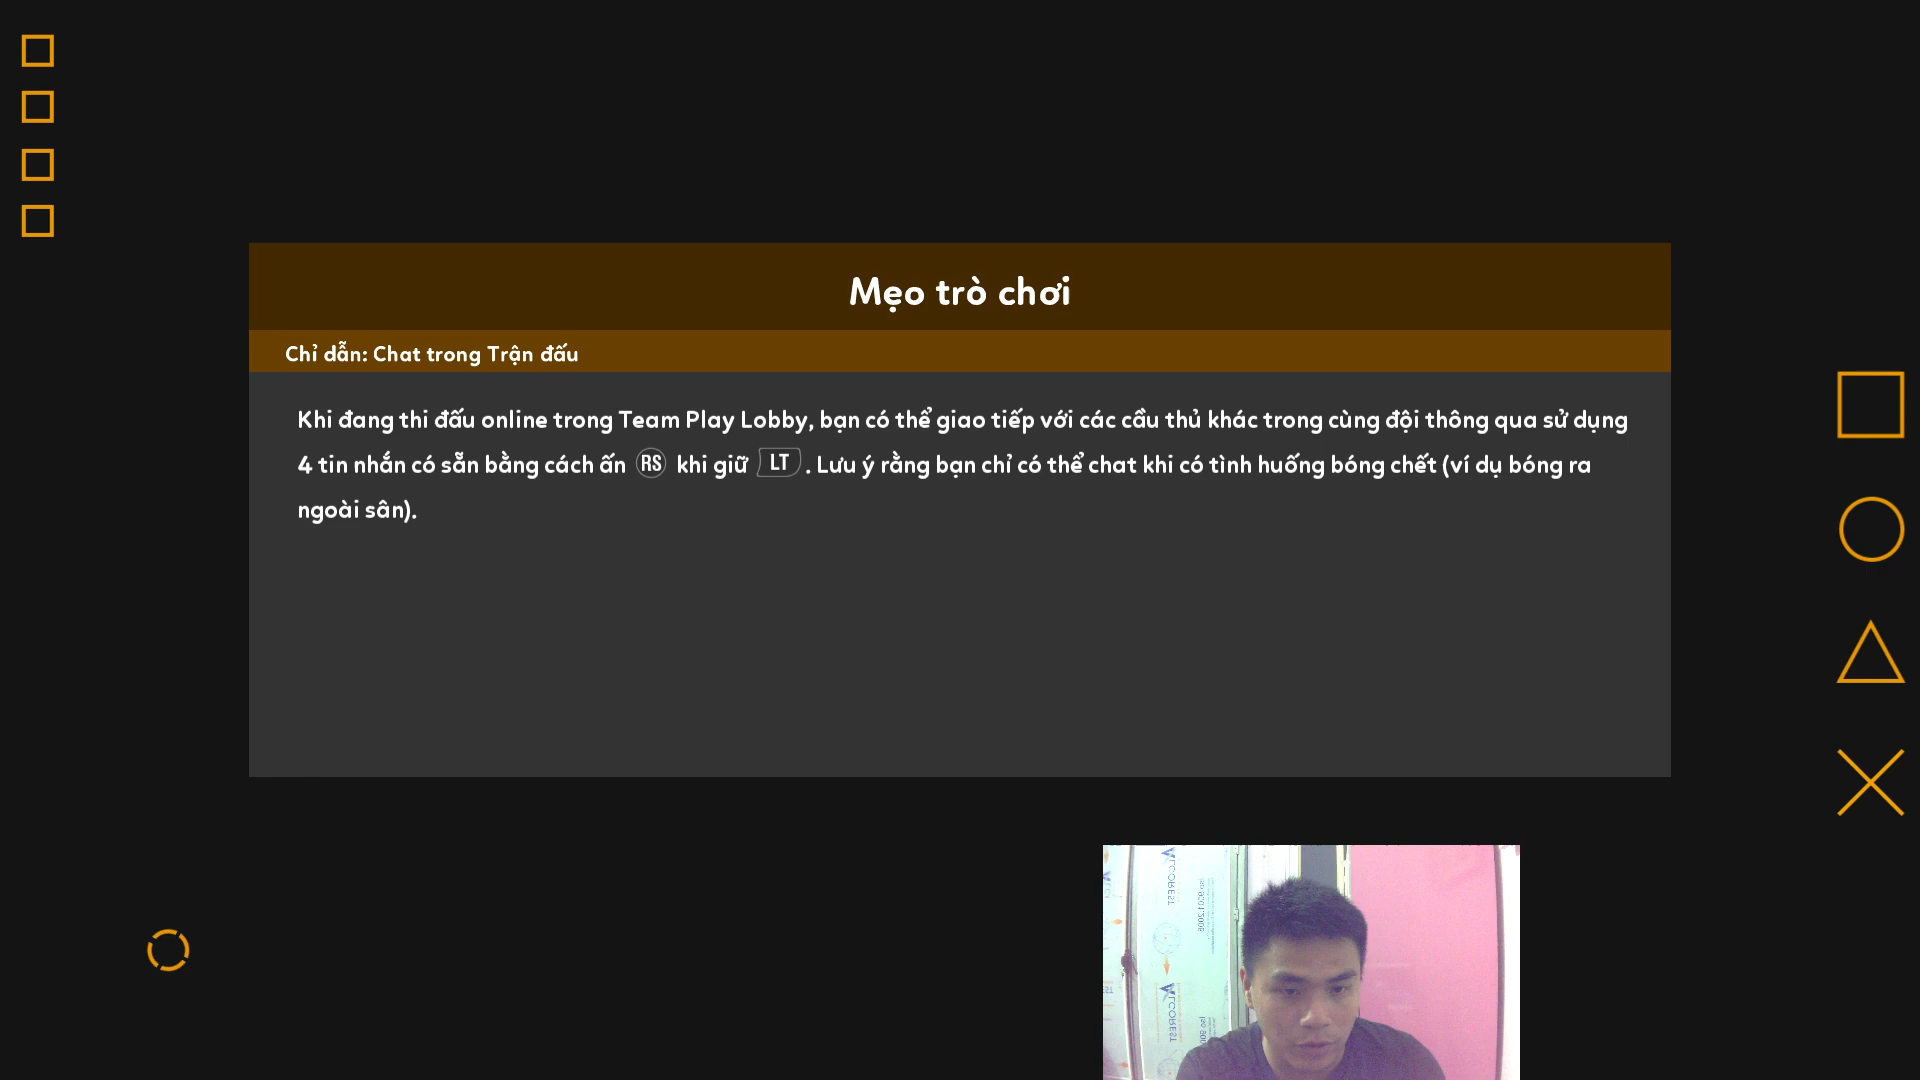 Mẹo trò chơi
Chỉ dẫn: Chat trong Trận đấu
Khi đang thi đấu online trong Team Play Lobby, bạn có thể giao tiếp với các cầu thủ khác trong cùng đội thông qua sử dụng
4 tin nhắn có sẵn bằng cách ấn RS khi giữ LT . Lưu ý rằng bạn chỉ có thể chat khi có tình huống bóng chết (ví dụ bóng ra
ngoài sân).